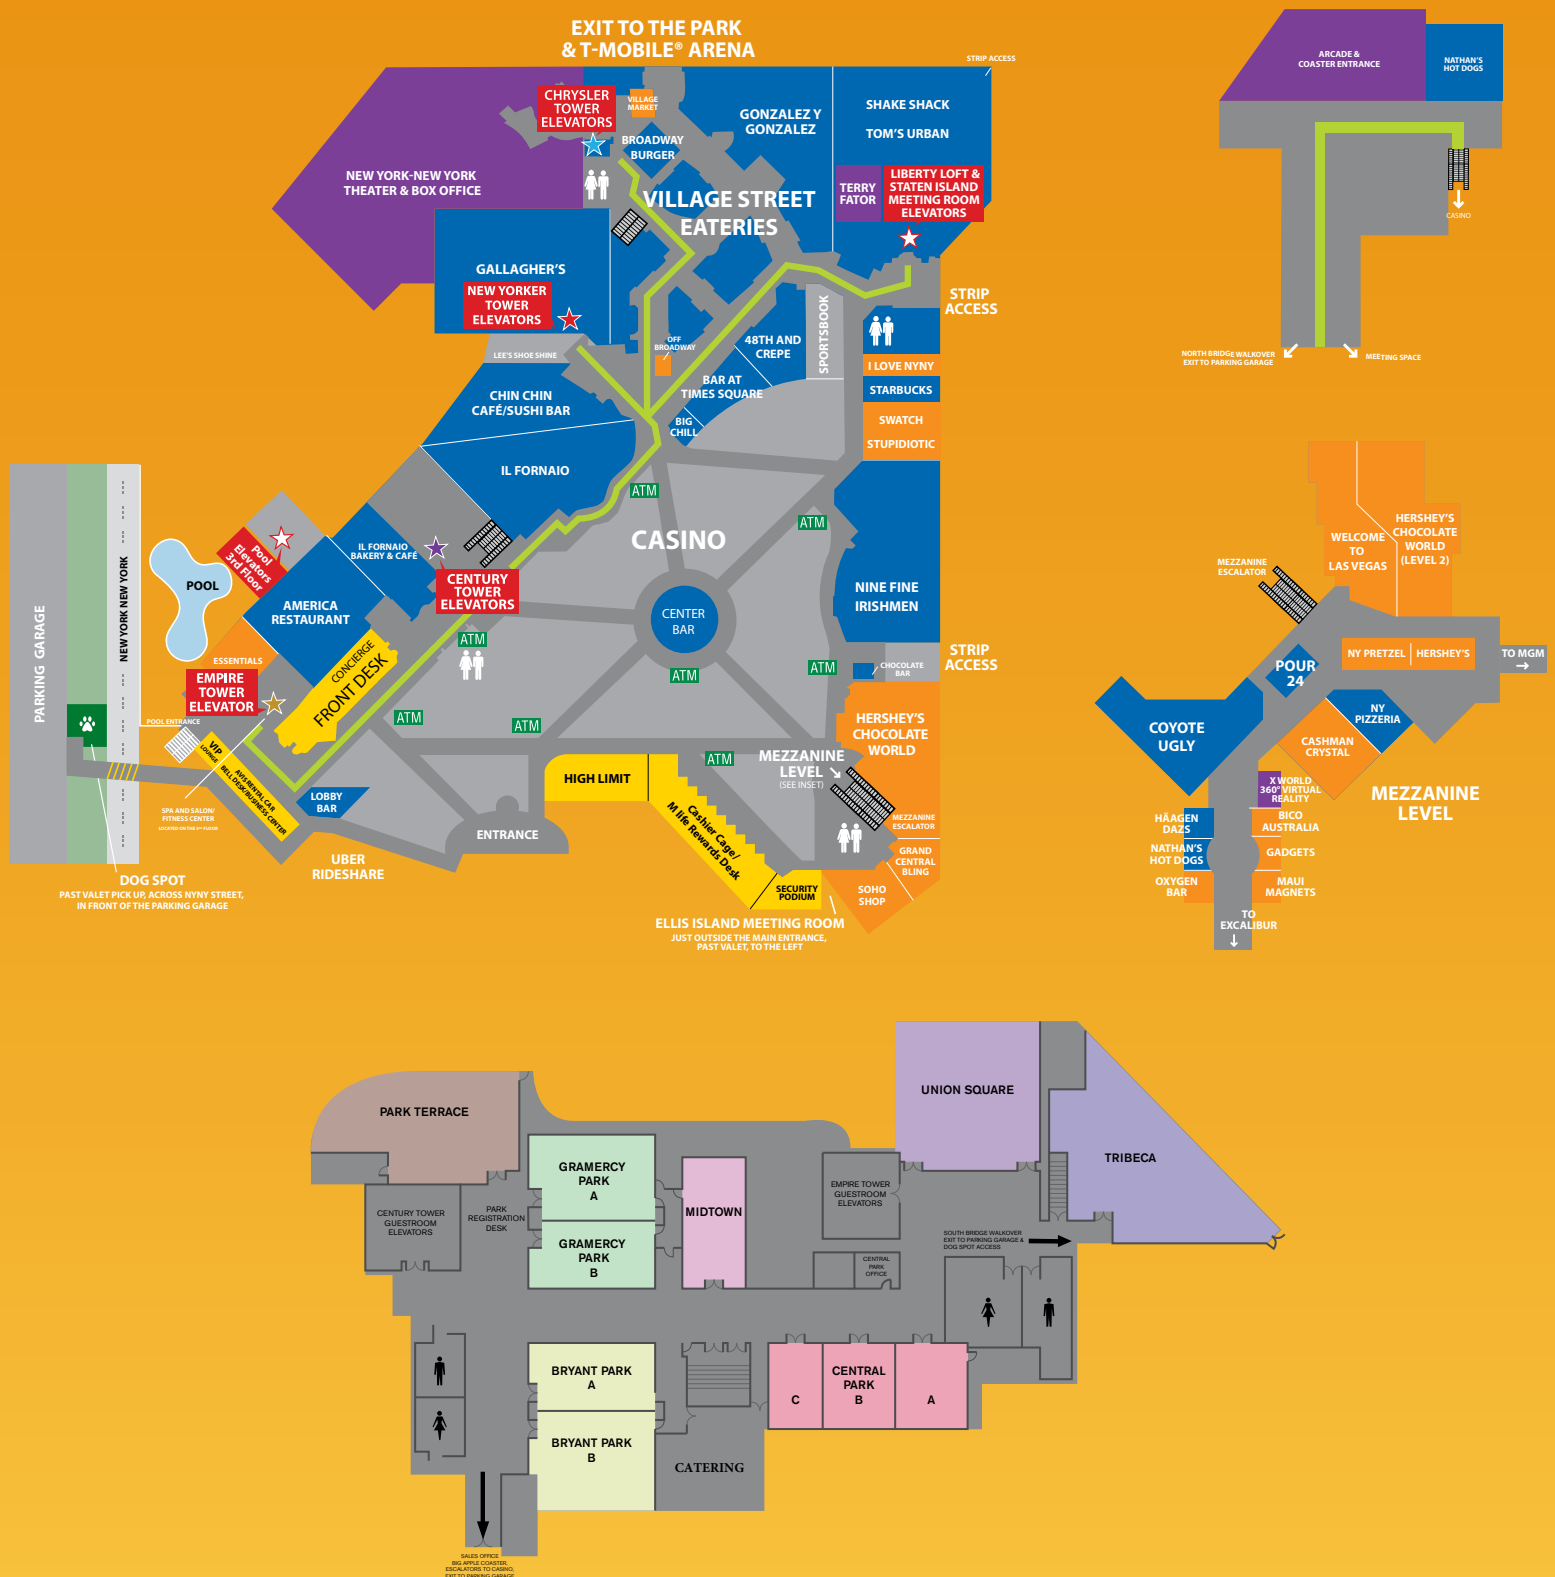 EXIT TO THE PARK
& T-MOBILE® ARENA
STRIP ACCESS
CHRYSLER
TOWER
ELEVATORS
VILLAGE
MARKET
BROADWAY
BURGER
GONZALEZ Y
GONZALEZ
SHAKE SHACK
TOM'S URBAN
NEW YORK-NEW YORK
THEATER & BOX OFFICE
TERRY
FATOR
LIBERTY LOFT &
STATEN ISLAND
MEETING ROOM
ELEVATORS
VILLAGE STREET
EATERIES
GALLAGHER'S
NEW YORKER
TOWER
ELEVATORS
STRIP
ACCESS
LEE'S SHOE SHINE
OFF
BROADWAY
48TH AND
CREPE
SPORTSBOOK
I LOVE NYNY
STARBUCKS
SWATCH
STUPIDIOTIC
BAR AT
TIMES SQUARE
BIG
CHILL
CHIN CHIN
CAFÉ/SUSHI BAR
IL FORNAIO
ATM
ATM
CASINO
IL FORNAIO
BAKERY & CAFÉ
CENTURY
TOWER
ELEVATORS
Pool
Elevators
3rd Floor
POOL
AMERICA
RESTAURANT
PARKING GARAGE
NEW YORK NEW YORK
CENTER
BAR
NINE FINE
IRISHMEN
ATM
ATM
ATM
CHOCOLATE
BAR
STRIP
ACCESS
ESSENTIALS
CONCIERGE
FRONT DESK
EMPIRE
TOWER
ELEVATOR
POOL ENTRANCE
ATM
ATM
ATM
HERSHEY'S
CHOCOLATE
WORLD
MEZZANINE
LEVEL
(SEE INSET)
MEZZANINE
ESCALATOR
VIP
LOUNGE
AVIS RENTAL CAR
BELL DESK/BUSINESS CENTER
SPA AND SALON/
FITNESS CENTER
LOBBY
BAR
HIGH LIMIT
Cashier Cage/
M life Rewards Desk
SECURITY
PODIUM
ENTRANCE
UBER
RIDESHARE
GRAND
CENTRAL
BLING
SOHO
SHOP
DOG SPOT
PAST VALET PICK UP, ACROSS NYNY STREET,
IN FRONT OF THE PARKING GARAGE
ELLIS ISLAND MEETING ROOM
JUST OUTSIDE THE MAIN ENTRANCE,
PAST VALET, TO THE LEFT
ARCADE &
COASTER ENTRANCE
NATHAN'S
HOT DOGS
CASINO
NORTH BRIDGE WALKOVER
EXIT TO PARKING GARAGE
MEETING SPACE
WELCOME
TO
LAS VEGAS
HERSHEY'S
CHOCOLATE
WORLD
(LEVEL 2)
MEZZANINE
ESCALATOR
NY PRETZEL
HERSHEY'S
TO MGM
POUR
24
COYOTE
UGLY
NY
PIZZERIA
CASHMAN
CRYSTAL
X WORLD
360° VIRTUAL
REALITY
MEZZANINE
LEVEL
HÄAGEN
DAZS
BICO
AUSTRALIA
NATHAN'S
HOT DOGS
GADGETS
OXYGEN
BAR
MAUI
MAGNETS
TO
EXCALIBUR
PARK TERRACE
UNION SQUARE
TRIBECA
GRAMERCY
PARK
A
GRAMERCY
PARK
B
MIDTOWN
CENTURY TOWER
GUESTROOM
ELEVATORS
PARK
REGISTRATION
DESK
EMPIRE TOWER
GUESTROOM
ELEVATORS
SOUTH BRIDGE WALKOVER
EXIT TO PARKING GARAGE &
DOG SPOT ACCESS
CENTRAL
PARK
OFFICE
BRYANT PARK
A
BRYANT PARK
B
C
CENTRAL
PARK
B
A
CATERING
SALES OFFICE,
BIG APPLE COASTER,
ESCALATORS TO CASINO,
EXIT TO PARKING GARAGE